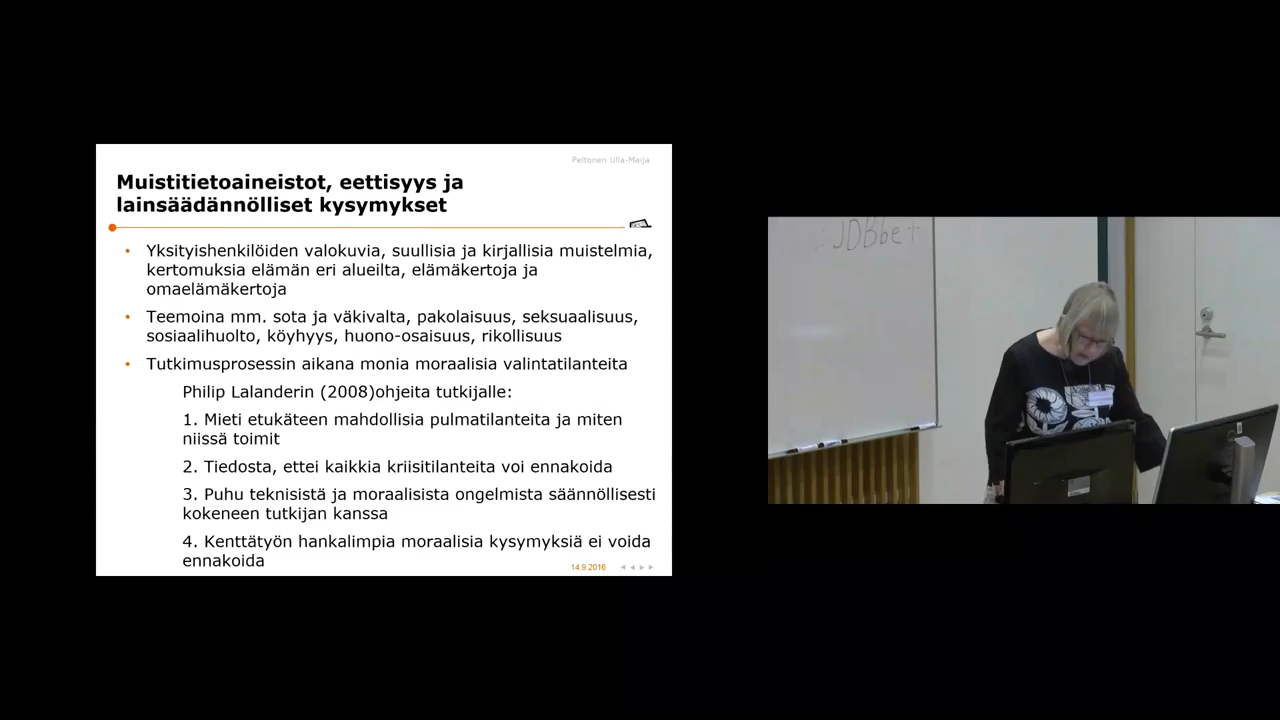 Peltonen Ulla-Maija
Muistitietoaineistot, eettisyys ja
lainsäädännölliset kysymykset
• Yksityishenkilöiden valokuvia, suullisia ja kirjallisia muistelmia,
kertomuksia elämän eri alueilta, elämäkertoja ja
omaelämäkertoja
• Teemoina mm. sota ja väkivalta, pakolaisuus, seksuaalisuus,
sosiaalihuolto, köyhyys, huono-osaisuus, rikollisuus
• Tutkimusprosessin aikana monia moraalisia valintatilanteita
Philip Lalanderin (2008)ohjeita tutkijalle:
1. Mieti etukäteen mahdollisia pulmatilanteita ja miten
niissä toimit
2. Tiedosta, ettei kaikkia kriisitilanteita voi ennakoida
3. Puhu teknisistä ja moraalisista ongelmista säännöllisesti
kokeneen tutkijan kanssa
4. Kenttätyön hankalimpia moraalisia kysymyksiä ei voida
ennakoida
14.9.2016